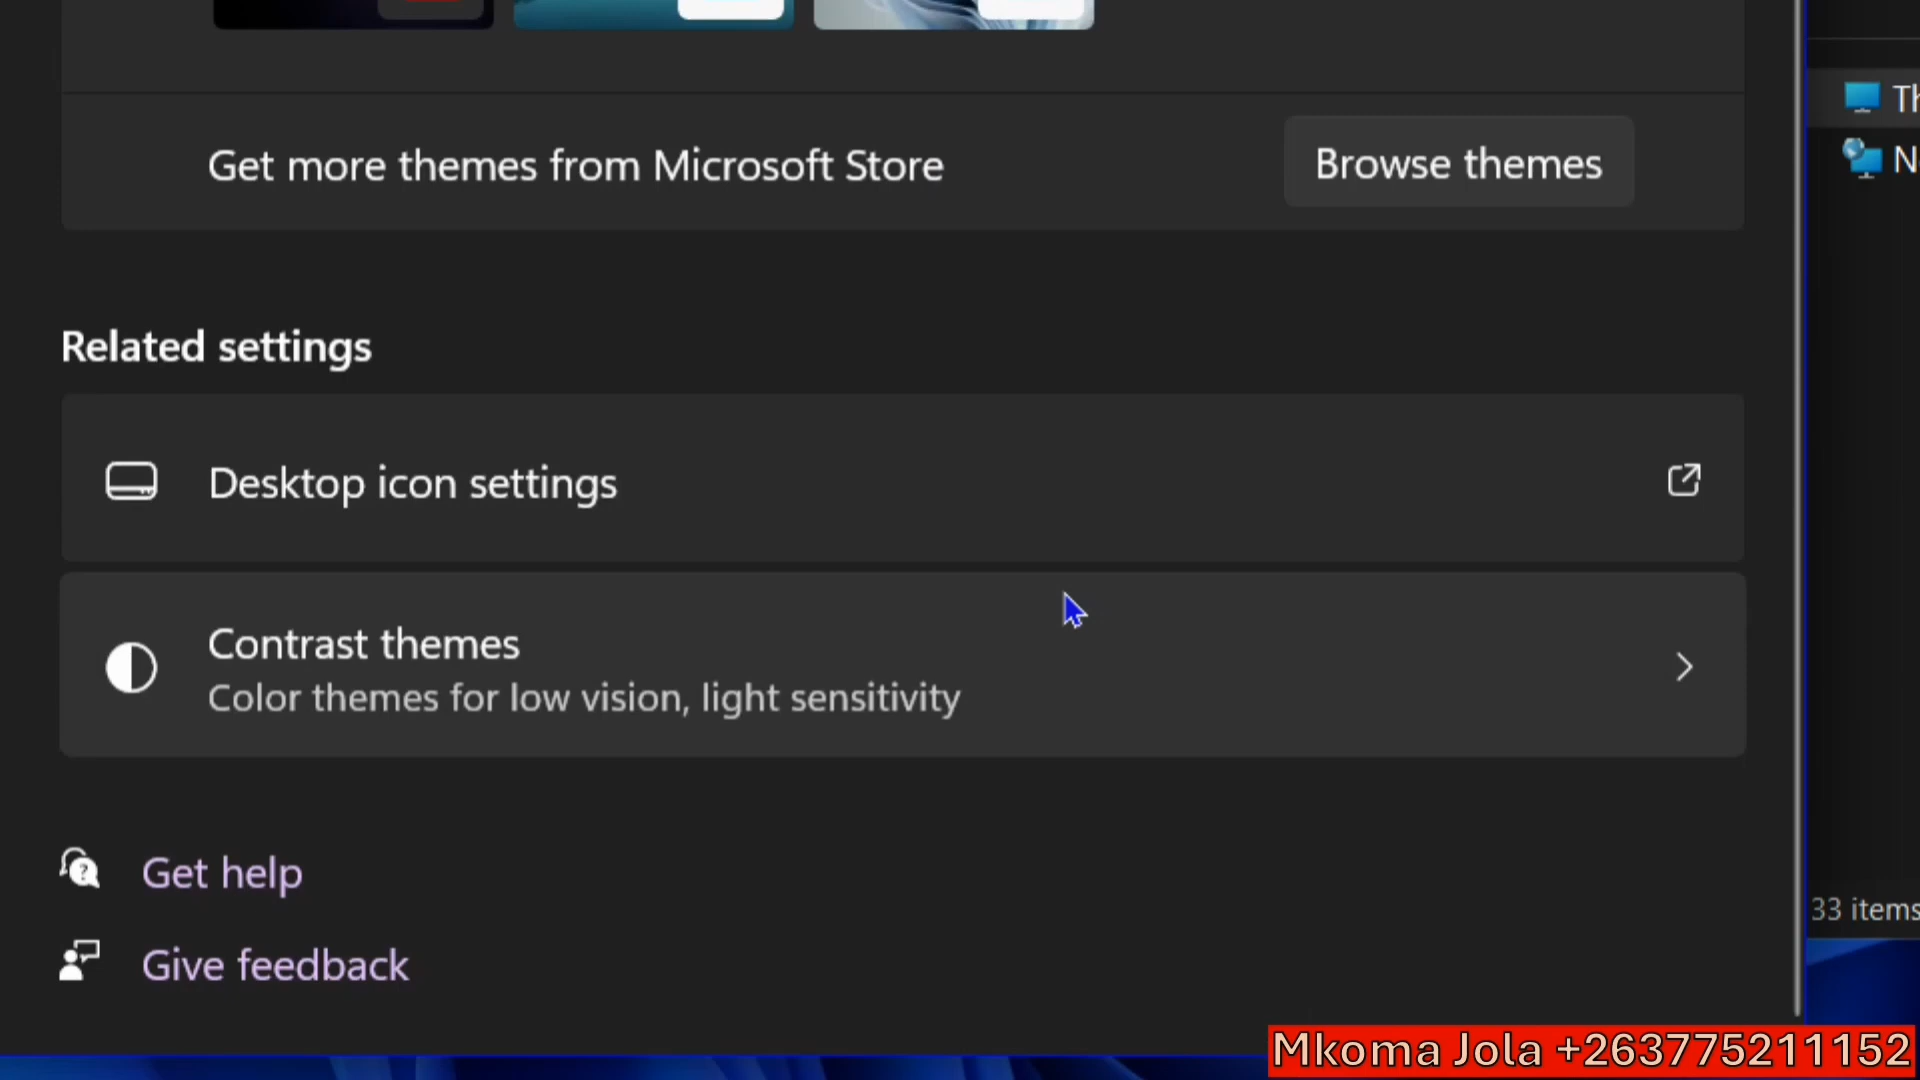 Get more themes from Microsoft Store
Browse themes
Related settings
Desktop icon settings
Contrast themes
Color themes for low vision, light sensitivity
Get help
Give feedback
33 items
Mkoma Jola +263775211152